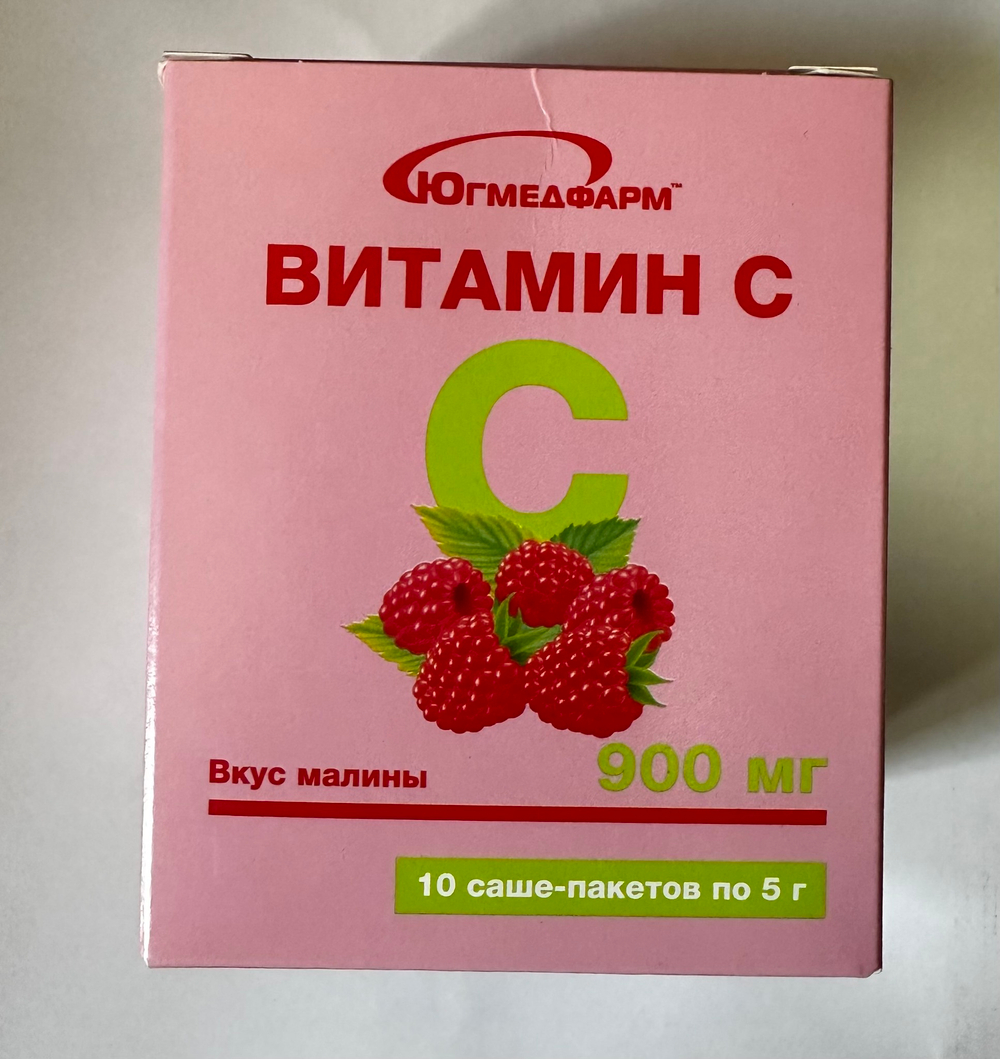 ЮГМЕДФАРМ™
ВИТАМИН С
С
Вкус малины
900 мг
10 саше-пакетов по 5 г